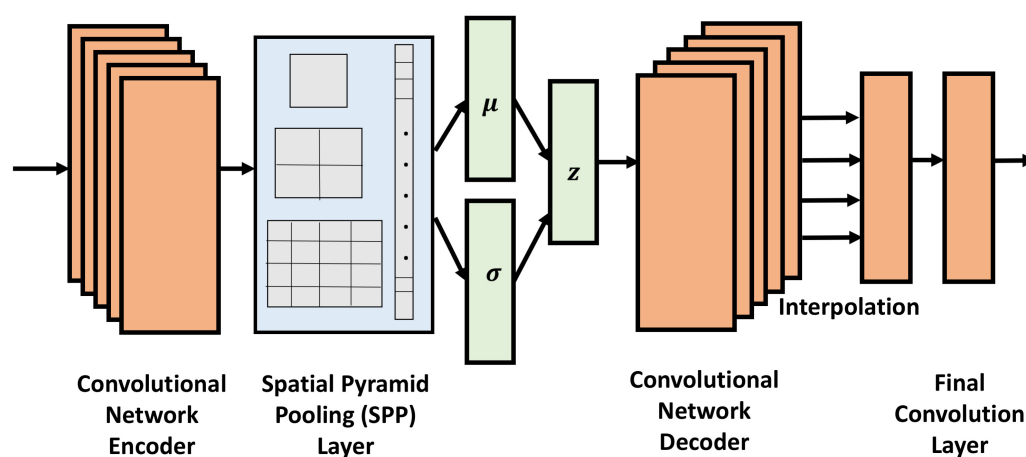 μ
σ
z
Interpolation
Convolutional
Network
Encoder
Spatial Pyramid
Pooling (SPP)
Layer
Convolutional
Network
Decoder
Final
Convolution
Layer